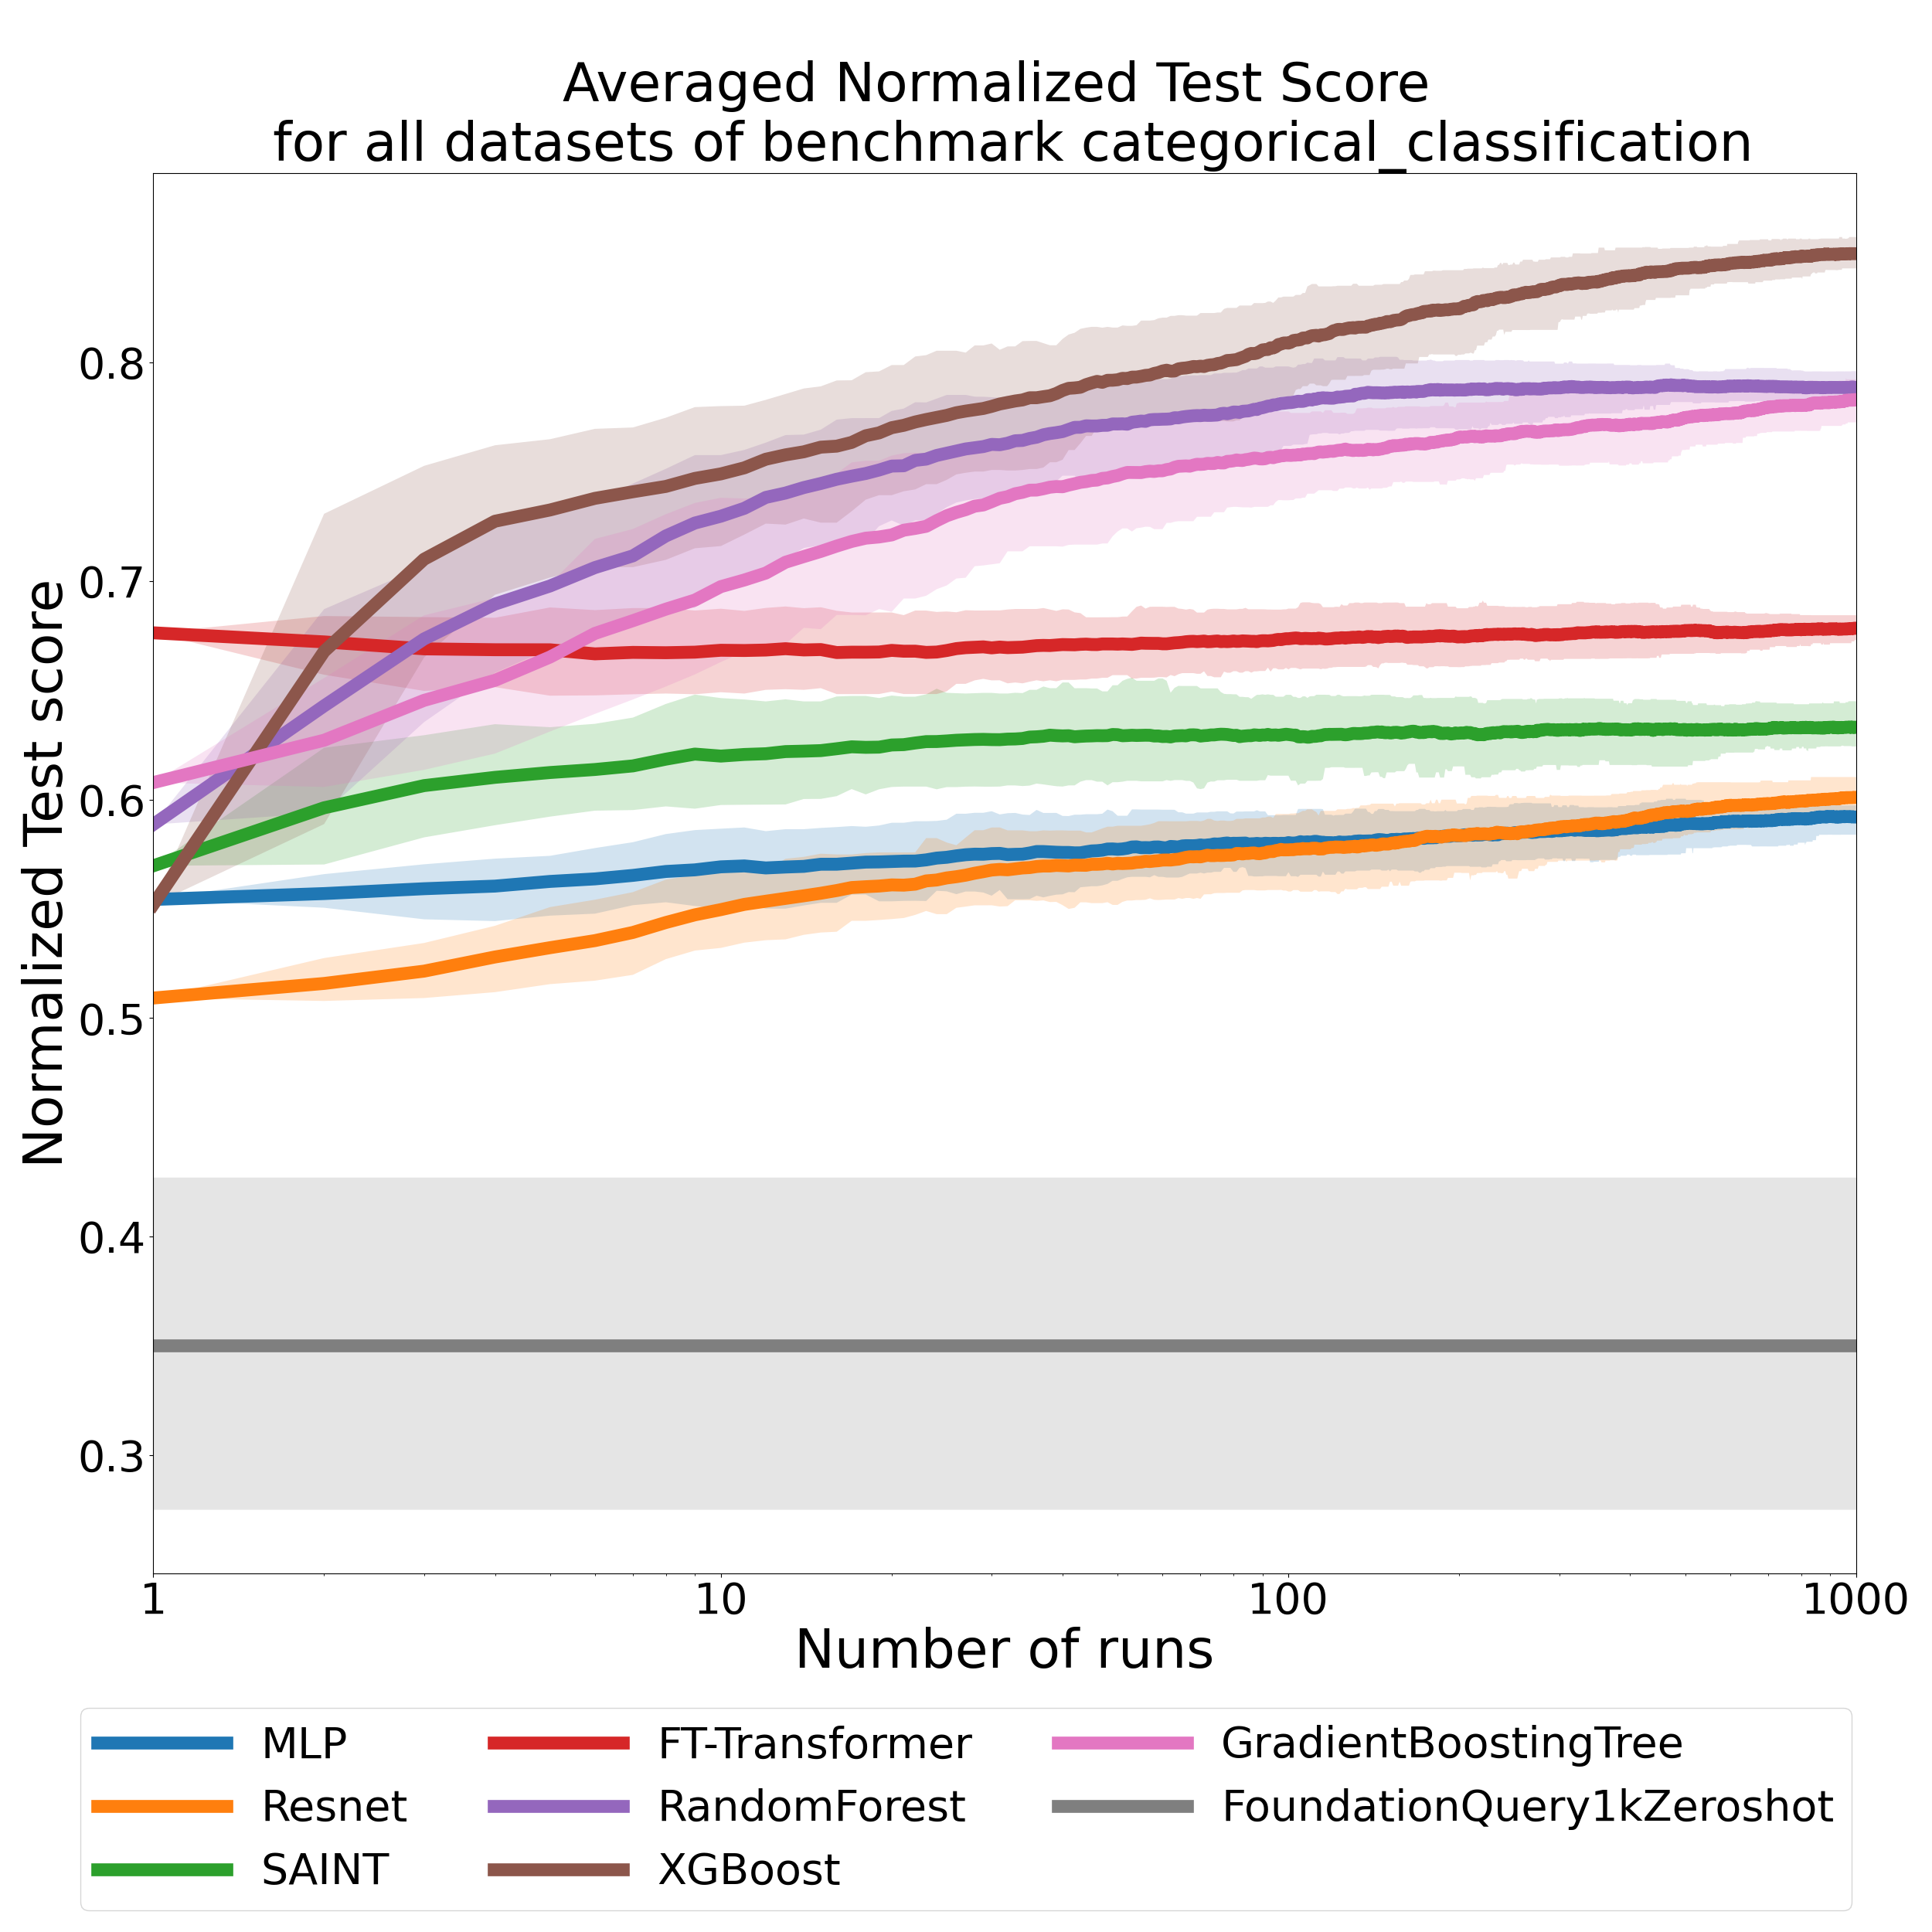 Averaged Normalized Test Score
for all datasets of benchmark categorical_classification
Normalized Test score
0.8
0.7
0.6
0.5
0.4
0.3
1
10
100
1000
Number of runs
MLP
Resnet
SAINT
FT-Transformer
RandomForest
XGBoost
GradientBoostingTree
FoundationQuery1kZeroshot